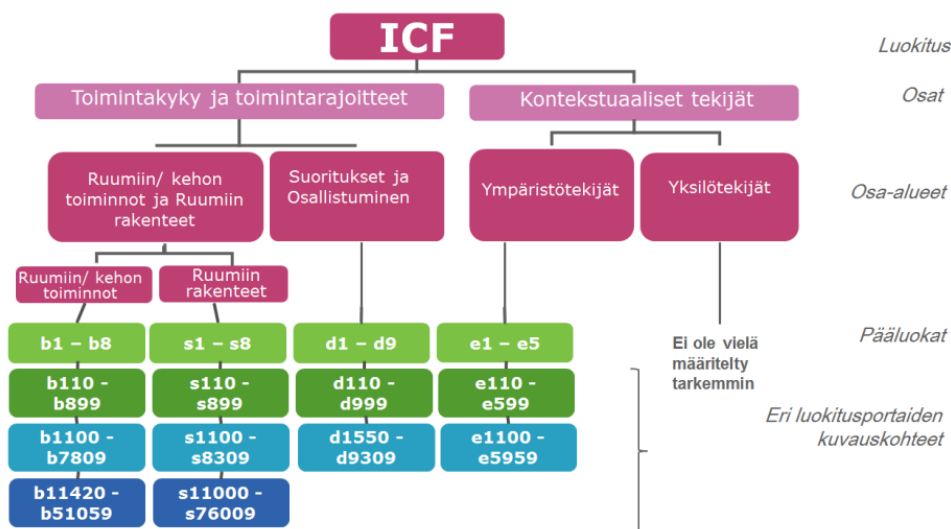 ICF
Luokitus
Toimintakyky ja toimintarajoitteet
Kontekstuaaliset tekijät
Osat
Ruumiin/ kehon
toiminnot ja Ruumiin
rakenteet
Suoritukset ja
Osallistuminen
Ympäristötekijät
Yksilötekijät
Osa-alueet
Ruumiin/ kehon
toiminnot
Ruumiin
rakenteet
b1 – b8
s1 – s8
d1 – d9
e1 – e5
Ei ole vielä
määritelty
tarkemmin
Pääluokat
b110 -
b899
s110 -
s899
d110 -
d999
e110 -
e599
Eri luokitusportaiden
kuvauskohteet
b1100 -
b7809
s1100 -
s8309
d1550 -
d9309
e1100 -
e5959
b11420 -
b51059
s11000 -
s76009